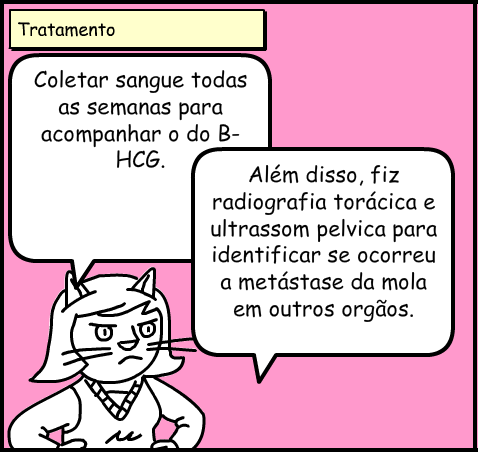 Tratamento
Coletar sangue todas
as semanas para
acompanhar o do B-
HCG.
Além disso, fiz
radiografia torácica e
ultrassom pelvica para
identificar se ocorreu
a metástase da mola
em outros orgãos.